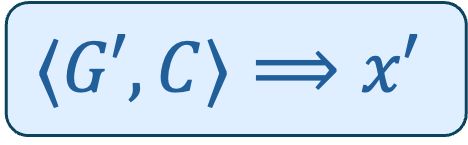 ⟨G′, C⟩ ⟹ x′